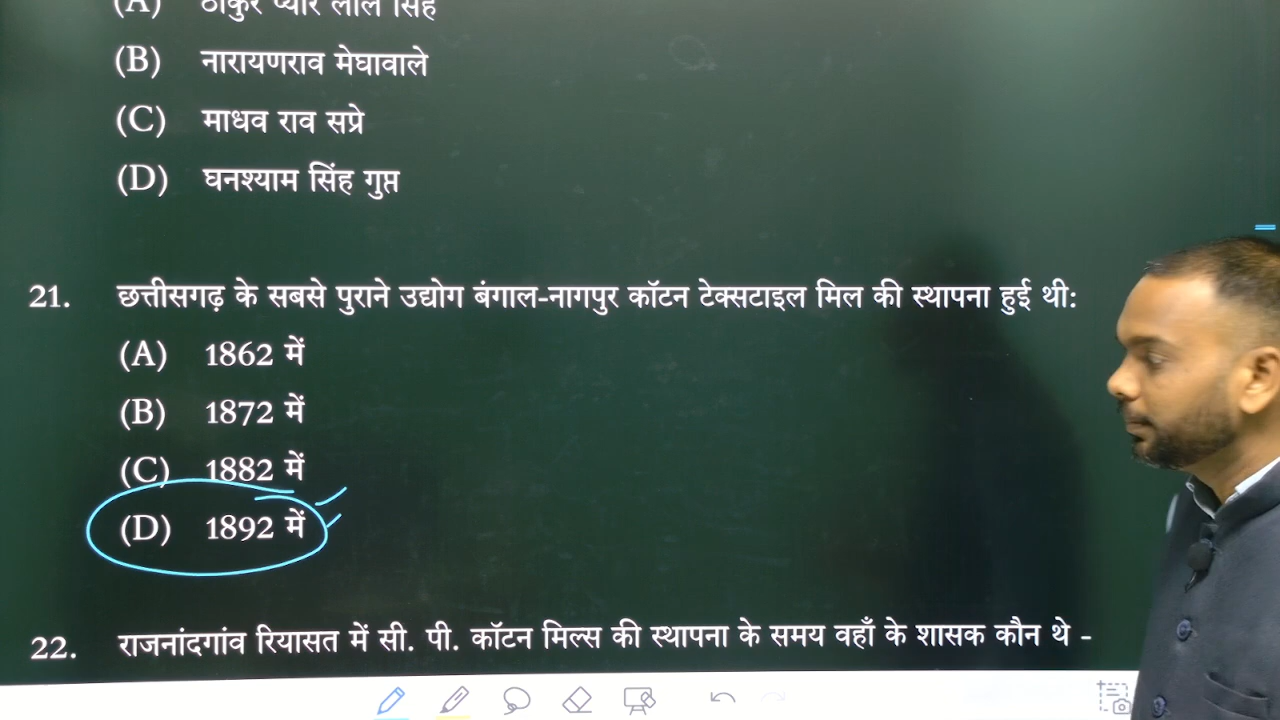 (A) ठाकुर प्यारे लाल सिंह
(B) नारायणराव मेघावाले
(C) माधव राव सप्रे
(D) घनश्याम सिंह गुप्त
21. छत्तीसगढ़ के सबसे पुराने उद्योग बंगाल-नागपुर कॉटन टेक्सटाइल मिल की स्थापना हुई थी:
(A) 1862 में
(B) 1872 में
(C) 1882 में
(D) 1892 में
22. राजनांदगांव रियासत में सी. पी. कॉटन मिल्स की स्थापना के समय वहाँ के शासक कौन थे -